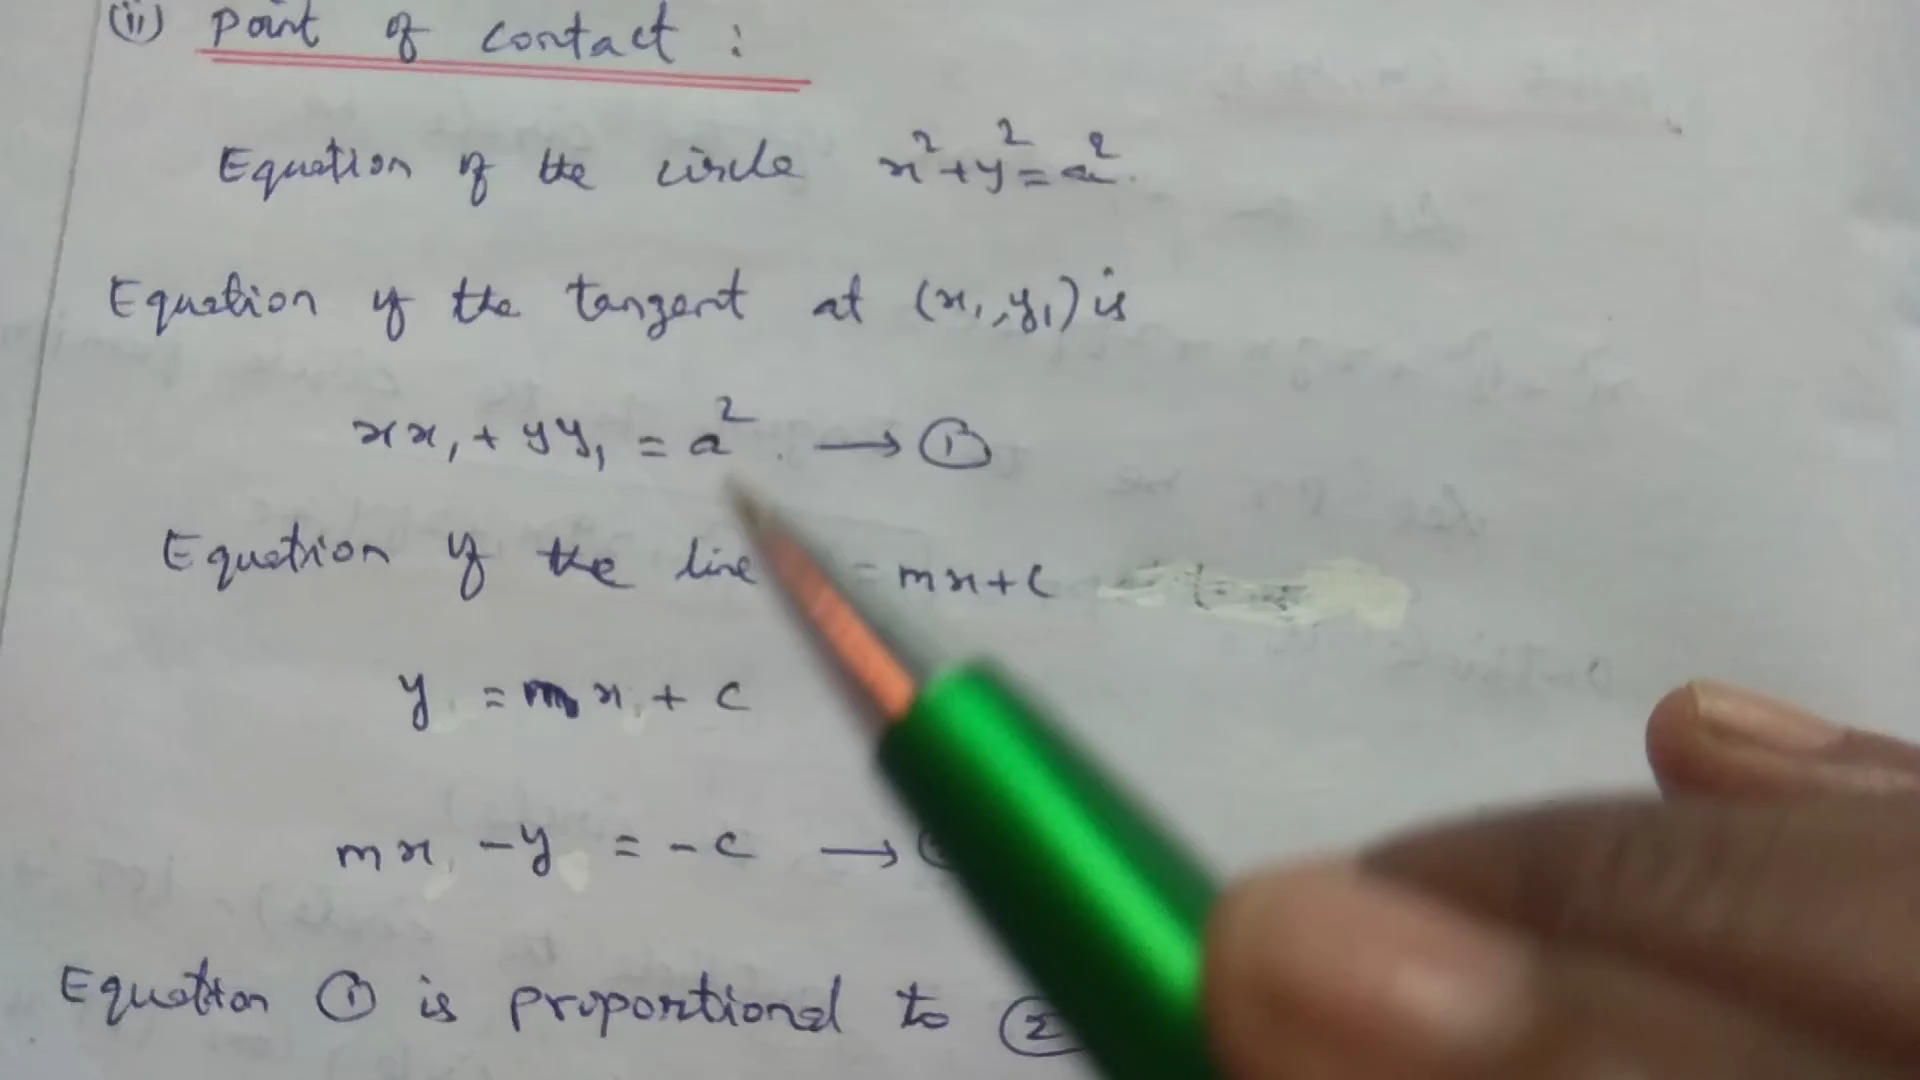 (ii) Point of contact :
Equation of the circle x²+y²=a².
Equation of the tangent at (x₁,y₁) is
xx₁ + yy₁ = a² → ①
Equation of the line = mx+c
y = mx + c
mx - y = -c →
Equation ① is proportional to ②